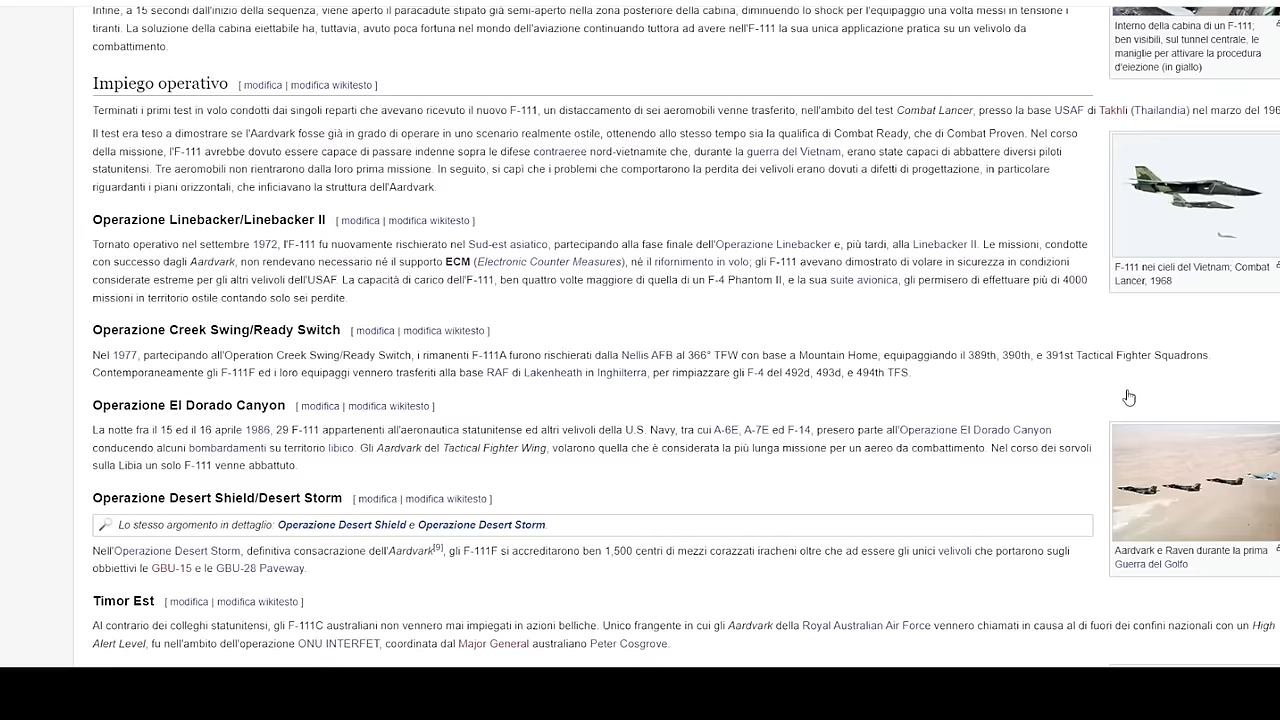 Infine, a 15 secondi dall'inizio della sequenza, viene aperto il paracadute stipato già semi-aperto nella zona posteriore della cabina, diminuendo lo shock per l'equipaggio una volta messi in tensione i
tiranti. La soluzione della cabina eiettabile ha, tuttavia, avuto poca fortuna nel mondo dell'aviazione continuando tuttora ad avere nell'F-111 la sua unica applicazione pratica su un velivolo da
combattimento.
Interno della cabina di un F-111;
ben visibili, sul tunnel centrale, le
maniglie per attivare la procedura
d'eiezione (in giallo)
Impiego operativo [ modifica | modifica wikitesto ]
Terminati i primi test in volo condotti dai singoli reparti che avevano ricevuto il nuovo F-111, un distaccamento di sei aeromobili venne trasferito, nell'ambito del test Combat Lancer, presso la base USAF di Takhli (Thailandia) nel marzo del 196
Il test era teso a dimostrare se l'Aardvark fosse già in grado di operare in uno scenario realmente ostile, ottenendo allo stesso tempo sia la qualifica di Combat Ready, che di Combat Proven. Nel corso
della missione, l'F-111 avrebbe dovuto essere capace di passare indenne sopra le difese contraeree nord-vietnamite che, durante la guerra del Vietnam, erano state capaci di abbattere diversi piloti
statunitensi. Tre aeromobili non rientrarono dalla loro prima missione. In seguito, si capì che i problemi che comportarono la perdita dei velivoli erano dovuti a difetti di progettazione, in particolare
riguardanti i piani orizzontali, che inficiavano la struttura dell'Aardvark.
F-111 nei cieli del Vietnam; Combat
Lancer, 1968
Operazione Linebacker/Linebacker II [ modifica | modifica wikitesto ]
Tornato operativo nel settembre 1972, l'F-111 fu nuovamente rischierato nel Sud-est asiatico, partecipando alla fase finale dell'Operazione Linebacker e, più tardi, alla Linebacker II. Le missioni, condotte
con successo dagli Aardvark, non rendevano necessario né il supporto ECM (Electronic Counter Measures), né il rifornimento in volo; gli F-111 avevano dimostrato di volare in sicurezza in condizioni
considerate estreme per gli altri velivoli dell'USAF. La capacità di carico dell'F-111, ben quattro volte maggiore di quella di un F-4 Phantom II, e la sua suite avionica, gli permisero di effettuare più di 4000
missioni in territorio ostile contando solo sei perdite.
Operazione Creek Swing/Ready Switch [ modifica | modifica wikitesto ]
Nel 1977, partecipando all'Operation Creek Swing/Ready Switch, i rimanenti F-111A furono rischierati dalla Nellis AFB al 366° TFW con base a Mountain Home, equipaggiando il 389th, 390th, e 391st Tactical Fighter Squadrons.
Contemporaneamente gli F-111F ed i loro equipaggi vennero trasferiti alla base RAF di Lakenheath in Inghilterra, per rimpiazzare gli F-4 del 492d, 493d, e 494th TFS.
Operazione El Dorado Canyon [ modifica | modifica wikitesto ]
La notte fra il 15 ed il 16 aprile 1986, 29 F-111 appartenenti all'aeronautica statunitense ed altri velivoli della U.S. Navy, tra cui A-6E, A-7E ed F-14, presero parte all'Operazione El Dorado Canyon
conducendo alcuni bombardamenti su territorio libico. Gli Aardvark del Tactical Fighter Wing, volarono quella che è considerata la più lunga missione per un aereo da combattimento. Nel corso dei sorvoli
sulla Libia un solo F-111 venne abbattuto.
Operazione Desert Shield/Desert Storm [ modifica | modifica wikitesto ]
Lo stesso argomento in dettaglio: Operazione Desert Shield e Operazione Desert Storm.
Nell'Operazione Desert Storm, definitiva consacrazione dell'Aardvark[9], gli F-111F si accreditarono ben 1,500 centri di mezzi corazzati iracheni oltre che ad essere gli unici velivoli che portarono sugli
obbiettivi le GBU-15 e le GBU-28 Paveway.
Aardvark e Raven durante la prima
Guerra del Golfo
Timor Est [ modifica | modifica wikitesto ]
Al contrario dei colleghi statunitensi, gli F-111C australiani non vennero mai impiegati in azioni belliche. Unico frangente in cui gli Aardvark della Royal Australian Air Force vennero chiamati in causa al di fuori dei confini nazionali con un High
Alert Level, fu nell'ambito dell'operazione ONU INTERFET, coordinata dal Major General australiano Peter Cosgrove.